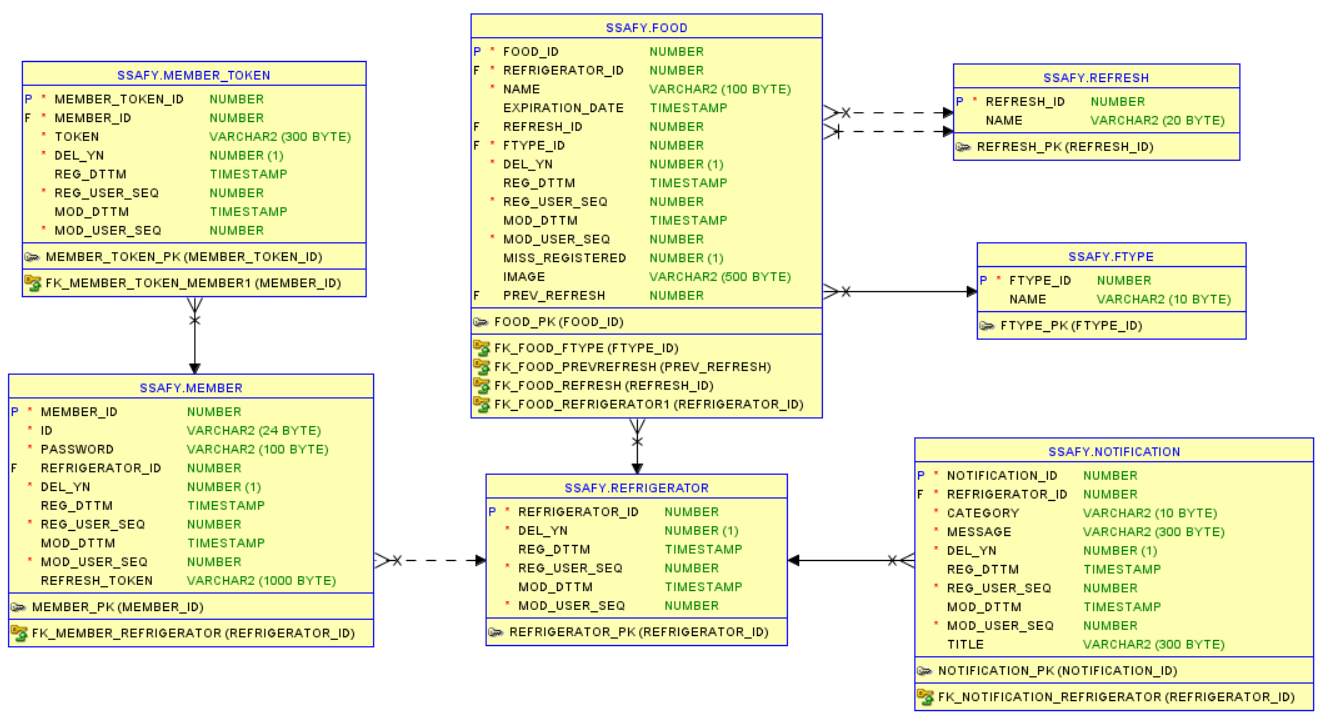 SSAFY.MEMBER_TOKEN
P * MEMBER_TOKEN_ID NUMBER
F * MEMBER_ID NUMBER
* TOKEN VARCHAR2 (300 BYTE)
* DEL_YN NUMBER (1)
REG_DTTM TIMESTAMP
* REG_USER_SEQ NUMBER
MOD_DTTM TIMESTAMP
* MOD_USER_SEQ NUMBER
MEMBER_TOKEN_PK (MEMBER_TOKEN_ID)
FK_MEMBER_TOKEN_MEMBER1 (MEMBER_ID)
SSAFY.FOOD
P * FOOD_ID NUMBER
F * REFRIGERATOR_ID NUMBER
* NAME VARCHAR2 (100 BYTE)
EXPIRATION_DATE TIMESTAMP
F REFRESH_ID NUMBER
F * FTYPE_ID NUMBER
* DEL_YN NUMBER (1)
REG_DTTM TIMESTAMP
* REG_USER_SEQ NUMBER
MOD_DTTM TIMESTAMP
* MOD_USER_SEQ NUMBER
MISS_REGISTERED NUMBER (1)
IMAGE VARCHAR2 (500 BYTE)
F PREV_REFRESH NUMBER
FOOD_PK (FOOD_ID)
FK_FOOD_FTYPE (FTYPE_ID)
FK_FOOD_PREVREFRESH (PREV_REFRESH)
FK_FOOD_REFRESH (REFRESH_ID)
FK_FOOD_REFRIGERATOR1 (REFRIGERATOR_ID)
SSAFY.REFRESH
P * REFRESH_ID NUMBER
NAME VARCHAR2 (20 BYTE)
REFRESH_PK (REFRESH_ID)
SSAFY.FTYPE
P * FTYPE_ID NUMBER
NAME VARCHAR2 (10 BYTE)
FTYPE_PK (FTYPE_ID)
SSAFY.MEMBER
P * MEMBER_ID NUMBER
* ID VARCHAR2 (24 BYTE)
* PASSWORD VARCHAR2 (100 BYTE)
F REFRIGERATOR_ID NUMBER
* DEL_YN NUMBER (1)
REG_DTTM TIMESTAMP
* REG_USER_SEQ NUMBER
MOD_DTTM TIMESTAMP
* MOD_USER_SEQ NUMBER
REFRESH_TOKEN VARCHAR2 (1000 BYTE)
MEMBER_PK (MEMBER_ID)
FK_MEMBER_REFRIGERATOR (REFRIGERATOR_ID)
SSAFY.REFRIGERATOR
P * REFRIGERATOR_ID NUMBER
* DEL_YN NUMBER (1)
REG_DTTM TIMESTAMP
* REG_USER_SEQ NUMBER
MOD_DTTM TIMESTAMP
* MOD_USER_SEQ NUMBER
REFRIGERATOR_PK (REFRIGERATOR_ID)
SSAFY.NOTIFICATION
P * NOTIFICATION_ID NUMBER
F * REFRIGERATOR_ID NUMBER
* CATEGORY VARCHAR2 (10 BYTE)
* MESSAGE VARCHAR2 (300 BYTE)
* DEL_YN NUMBER (1)
REG_DTTM TIMESTAMP
* REG_USER_SEQ NUMBER
MOD_DTTM TIMESTAMP
* MOD_USER_SEQ NUMBER
TITLE VARCHAR2 (300 BYTE)
NOTIFICATION_PK (NOTIFICATION_ID)
FK_NOTIFICATION_REFRIGERATOR (REFRIGERATOR_ID)